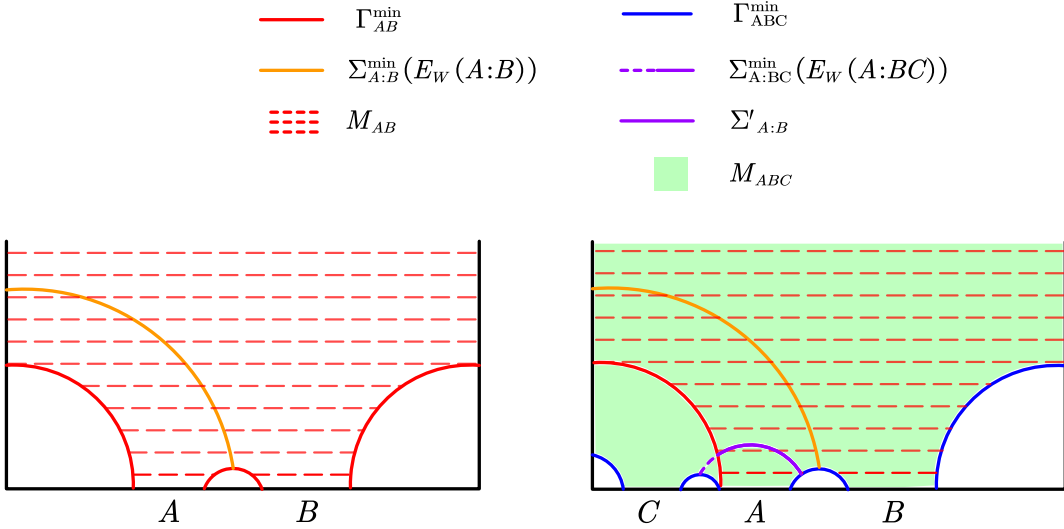 Γ^min_AB
Σ^min_A:B (E_W (A:B))
M_AB
Γ^min_ABC
Σ^min_A:BC (E_W (A:BC))
Σ′_A:B
M_ABC
A B
C A B